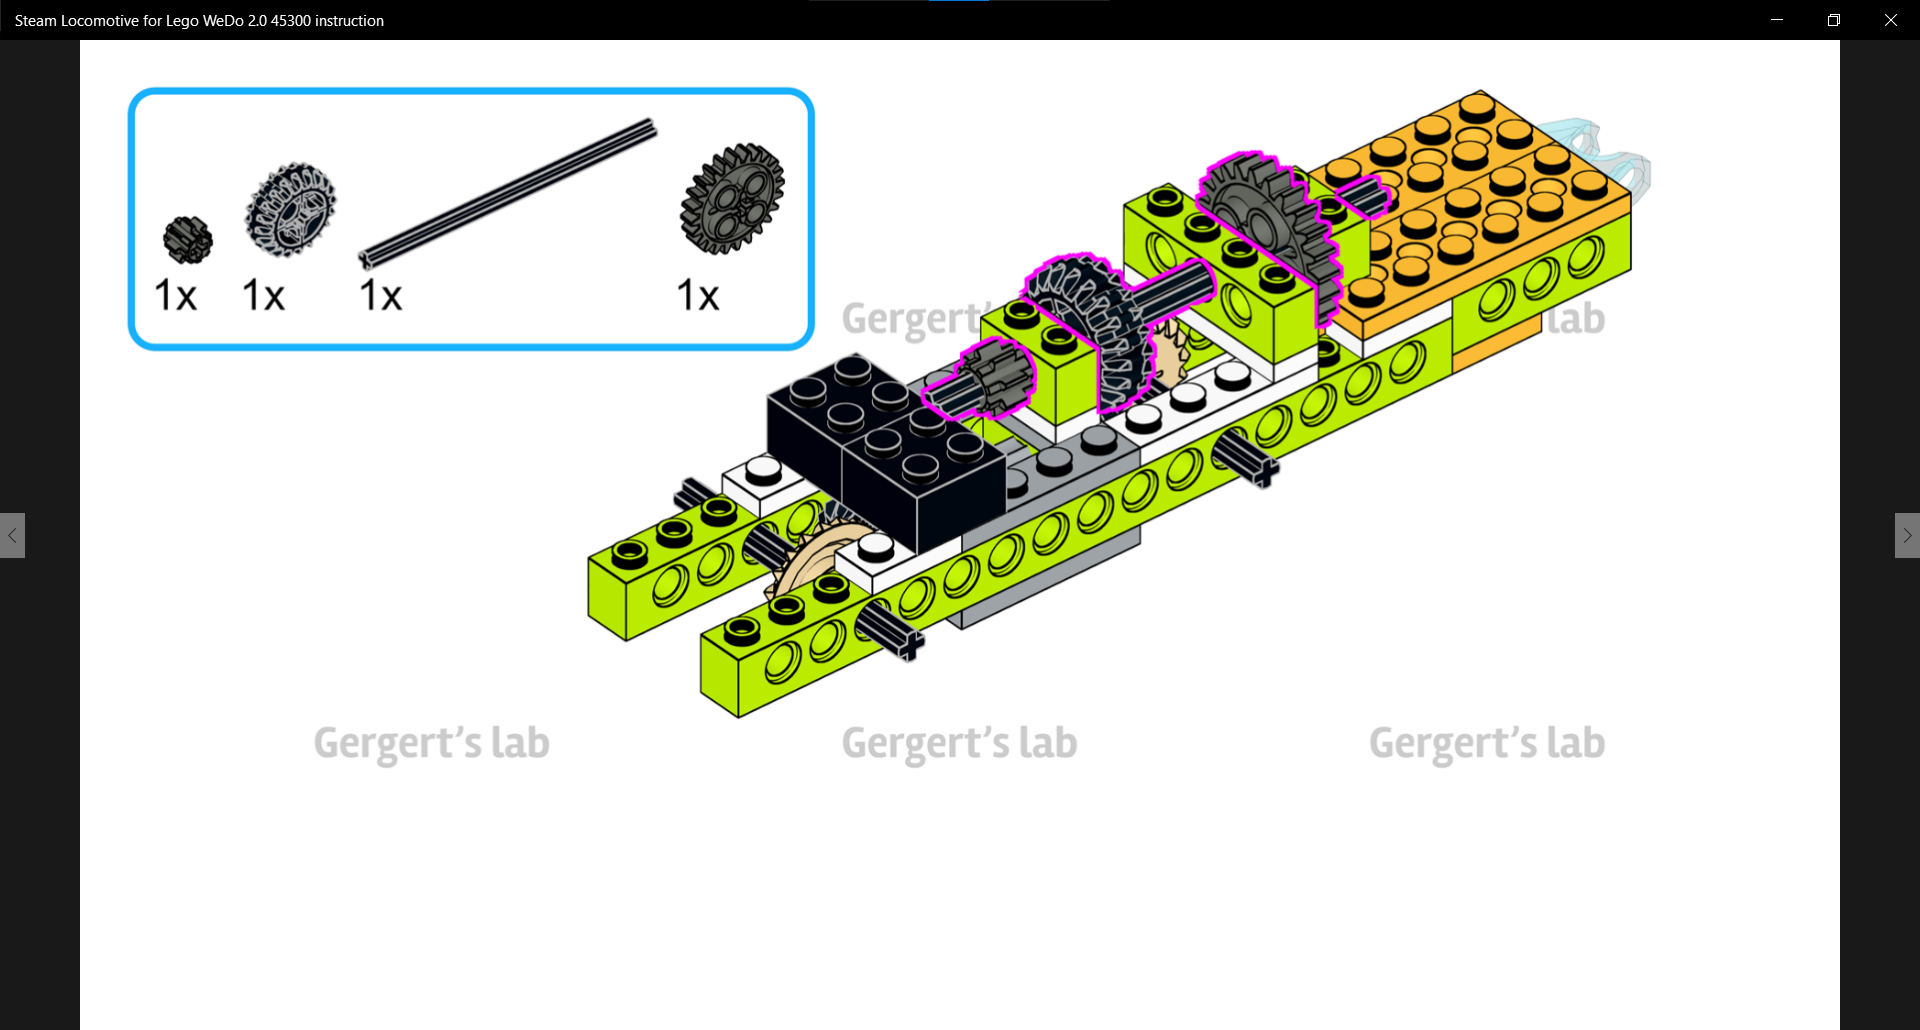 Steam Locomotive for Lego WeDo 2.0 45300 instruction
1x 1x 1x 1x
Gergert's lab
Gergert's lab Gergert's lab Gergert's lab